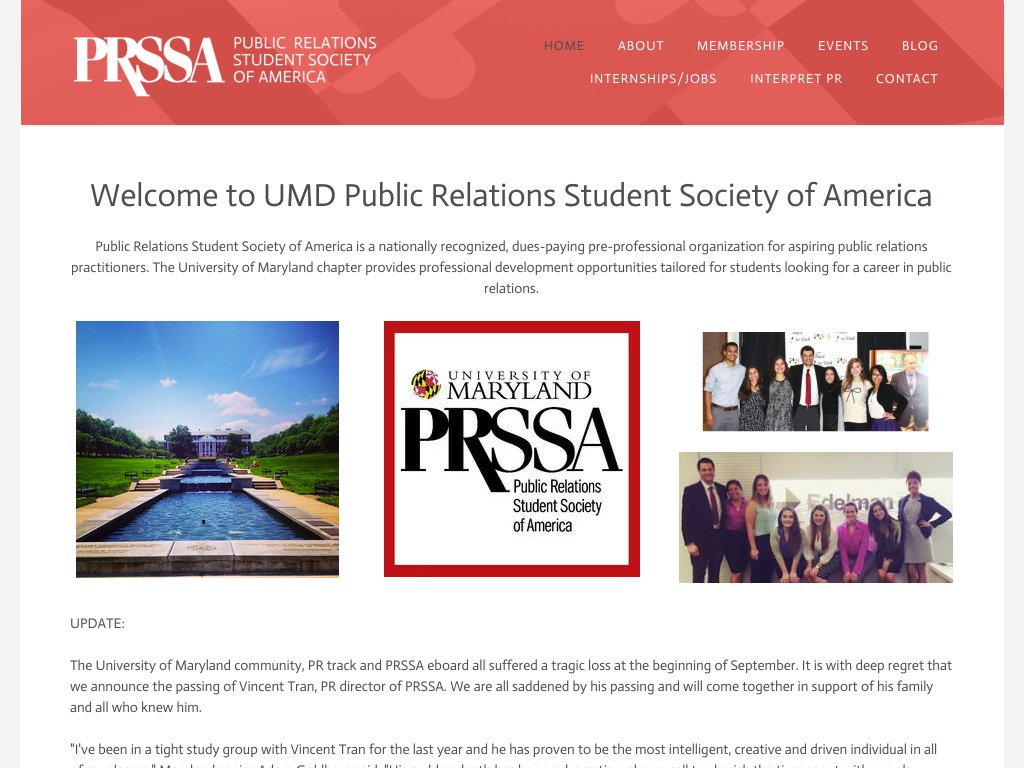 PRSSA PUBLIC RELATIONS
STUDENT SOCIETY
OF AMERICA
HOME ABOUT MEMBERSHIP EVENTS BLOG
INTERNSHIPS/JOBS INTERPRET PR CONTACT
Welcome to UMD Public Relations Student Society of America
Public Relations Student Society of America is a nationally recognized, dues-paying pre-professional organization for aspiring public relations
practitioners. The University of Maryland chapter provides professional development opportunities tailored for students looking for a career in public
relations.
UNIVERSITY OF
MARYLAND
PRSSA
Public Relations
Student Society
of America
Edelman
UPDATE:
The University of Maryland community, PR track and PRSSA eboard all suffered a tragic loss at the beginning of September. It is with deep regret that
we announce the passing of Vincent Tran, PR director of PRSSA. We are all saddened by his passing and will come together in support of his family
and all who knew him.
"I've been in a tight study group with Vincent Tran for the last year and he has proven to be the most intelligent, creative and driven individual in all